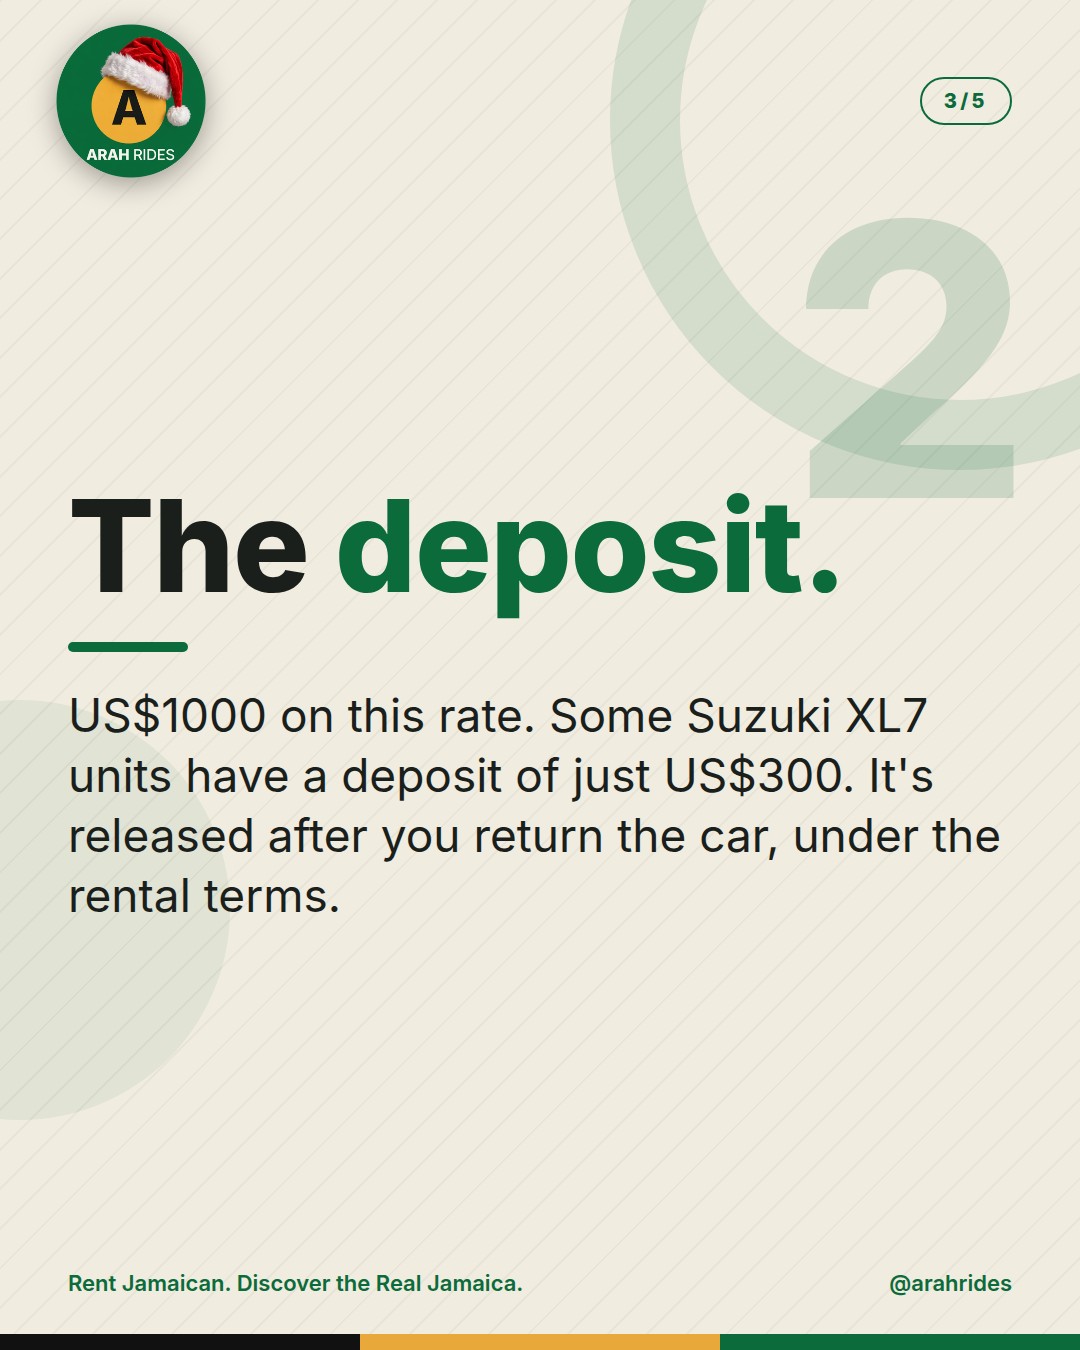 A
ARAH RIDES
3/5
2
The deposit.
US$1000 on this rate. Some Suzuki XL7
units have a deposit of just US$300. It's
released after you return the car, under the
rental terms.
Rent Jamaican. Discover the Real Jamaica.
@arahrides